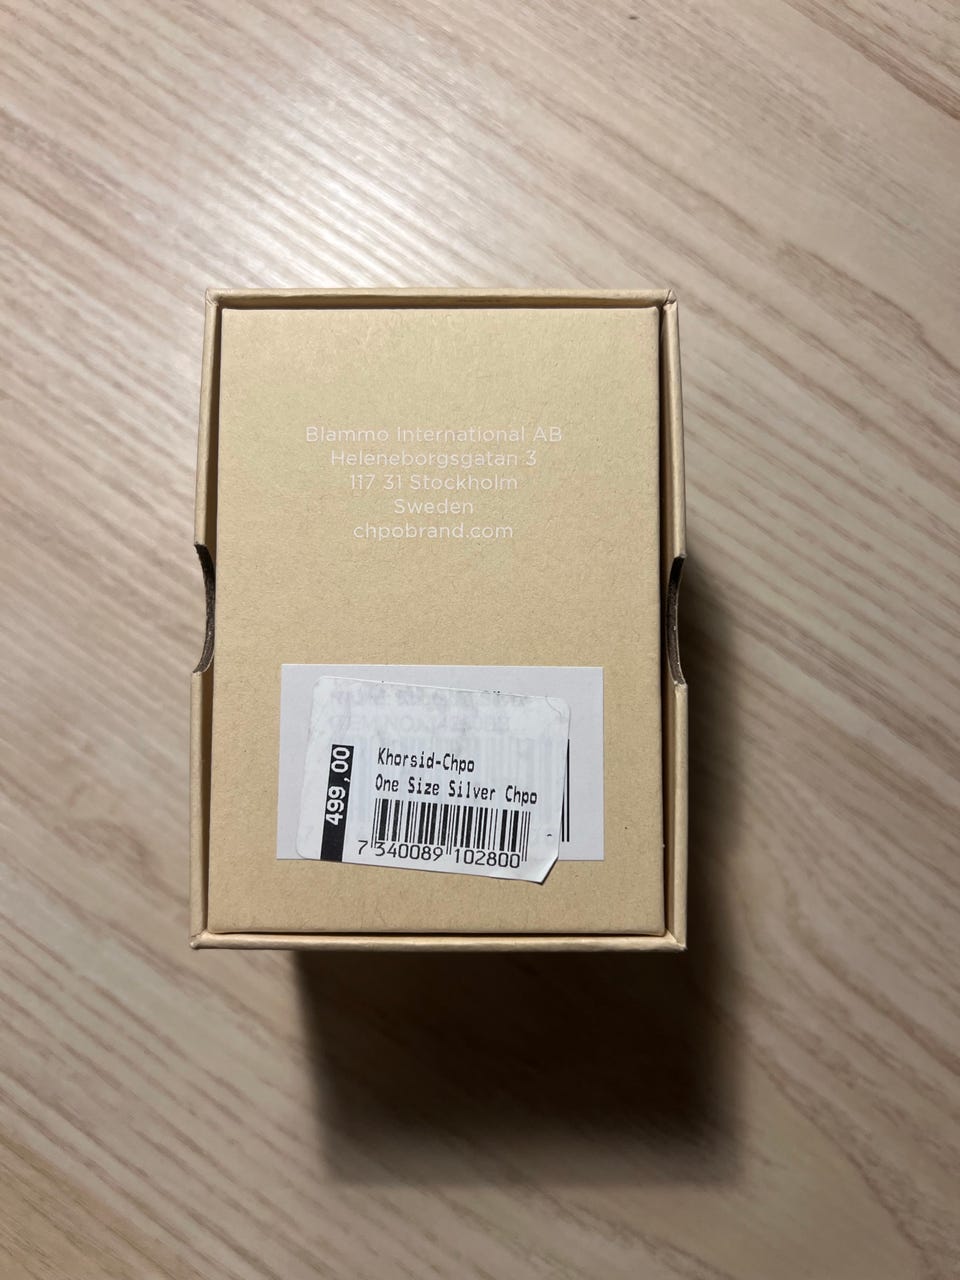 Blammo International AB
Heleneborgsgatan 3
117 31 Stockholm
Sweden
chpobrand.com
499,00
Khorsid-Chpo
One Size Silver Chpo
7 340089 102800